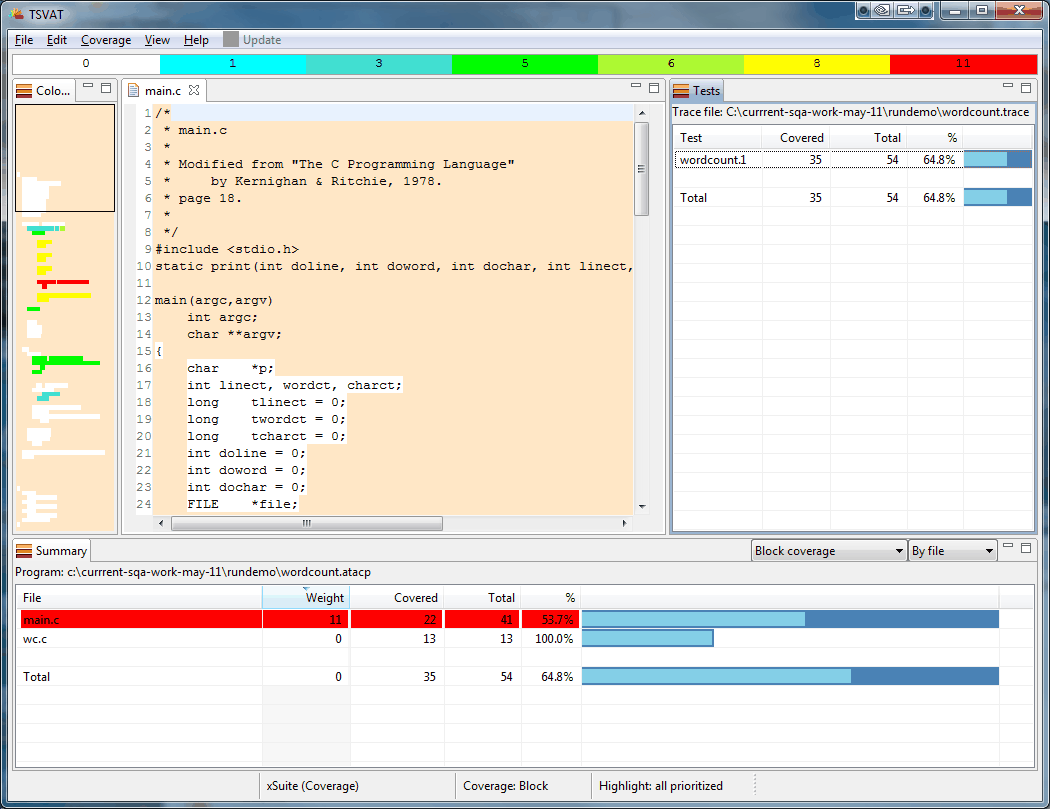 TSVAT
File Edit Coverage View Help Update
0 1 3 5 6 8 11
Colo...
main.c
1 /*
2  * main.c
3  *
4  * Modified from "The C Programming Language"
5  *     by Kernighan & Ritchie, 1978.
6  * page 18.
7  *
8  */
9 #include <stdio.h>
10 static print(int doline, int doword, int dochar, int linect,
11
12 main(argc,argv)
13     int argc;
14     char **argv;
15 {
16     char    *p;
17     int linect, wordct, charct;
18     long    tlinect = 0;
19     long    twordct = 0;
20     long    tcharct = 0;
21     int doline = 0;
22     int doword = 0;
23     int dochar = 0;
24     FILE    *file;
Tests
Trace file: C:\currrent-sqa-work-may-11\rundemo\wordcount.trace
Test Covered Total %
wordcount.1 35 54 64.8%
Total 35 54 64.8%
Summary
Block coverage By file
Program: c:\currrent-sqa-work-may-11\rundemo\wordcount.atacp
File Weight Covered Total %
main.c 11 22 41 53.7%
wc.c 0 13 13 100.0%
Total 0 35 54 64.8%
xSuite (Coverage) Coverage: Block Highlight: all prioritized